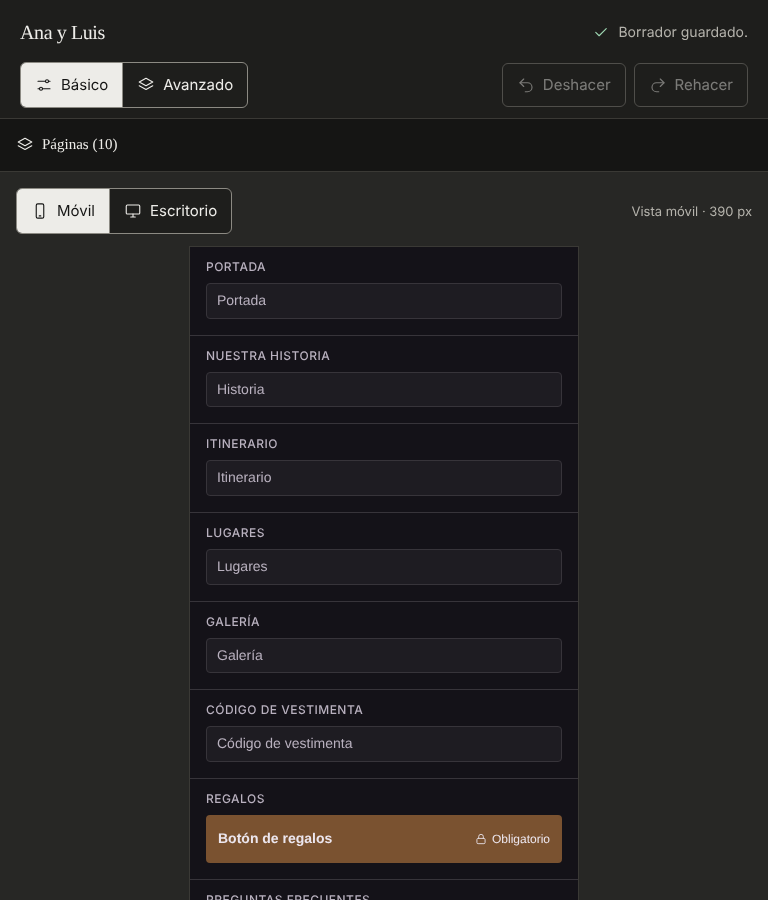 Ana y Luis
Borrador guardado.
Básico
Avanzado
Deshacer
Rehacer
Páginas (10)
Móvil
Escritorio
Vista móvil · 390 px
PORTADA
Portada
NUESTRA HISTORIA
Historia
ITINERARIO
Itinerario
LUGARES
Lugares
GALERÍA
Galería
CÓDIGO DE VESTIMENTA
Código de vestimenta
REGALOS
Botón de regalos
Obligatorio
PREGUNTAS FRECUENTES